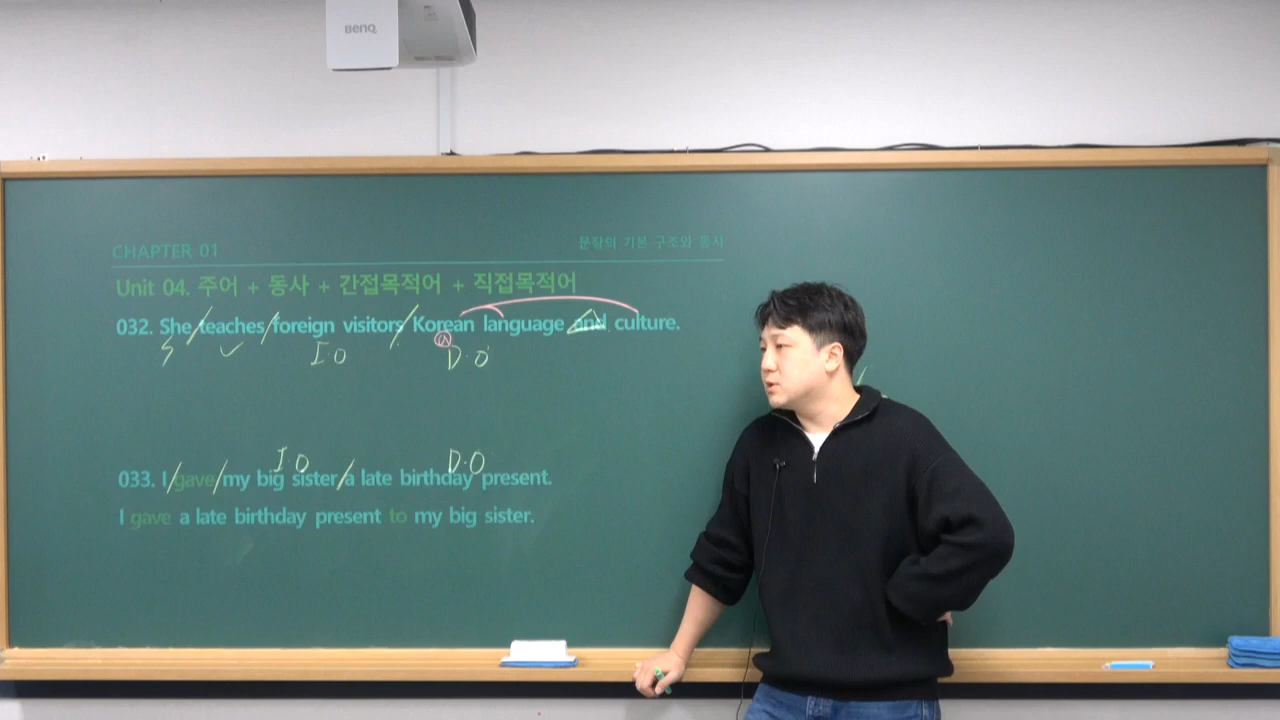 BenQ
CHAPTER 01 문장의 기본 구조와 동사
Unit 04. 주어 + 동사 + 간접목적어 + 직접목적어
032. She / teaches / foreign visitors / Korean language and culture.
I·O D·O
I O D·O
033. I / gave / my big sister / a late birthday present.
I gave a late birthday present to my big sister.